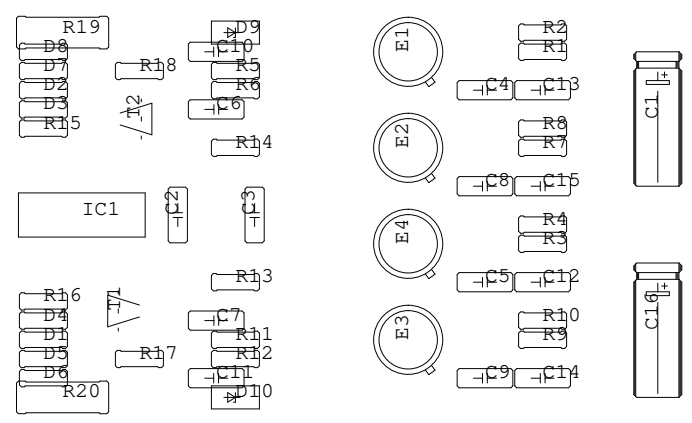 R19
D9
E1
R2
D8
C10
R1
D7
R18
R5
D2
R6
C4
C13
D3
T2
C6
C1
R15
E2
R8
R14
R7
C8
C15
IC1
C2
C3
E4
R4
R3
R13
C5
C12
R16
T1
C16
D4
C7
E3
R10
D1
R11
R9
D5
R17
R12
D6
C11
C9
C14
R20
D10